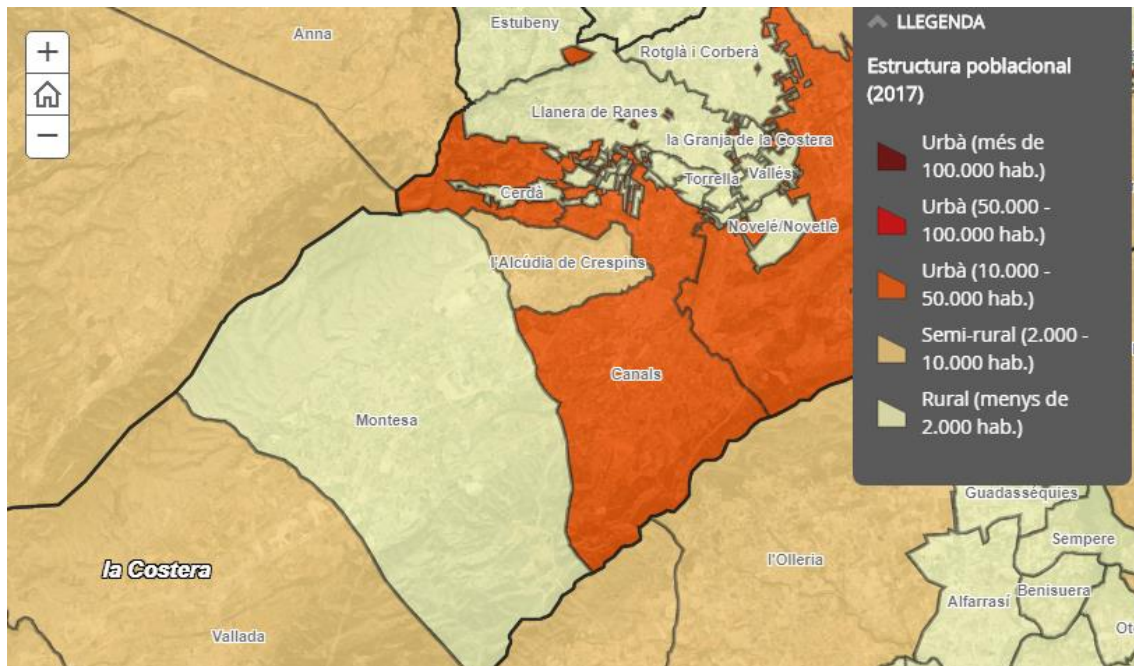 +
−
Estubeny
Anna
Rotglà i Corberà
Llanera de Ranes
la Granja de la Costera
Torrella
Vallés
Cerdà
Novelé/Novetlè
l'Alcúdia de Crespins
Canals
Montesa
la Costera
Vallada
l'Olleria
Guadasséquies
Sempere
Benisuera
Alfarrasí
LLEGENDA
Estructura poblacional
(2017)
Urbà (més de
100.000 hab.)
Urbà (50.000 -
100.000 hab.)
Urbà (10.000 -
50.000 hab.)
Semi-rural (2.000 -
10.000 hab.)
Rural (menys de
2.000 hab.)